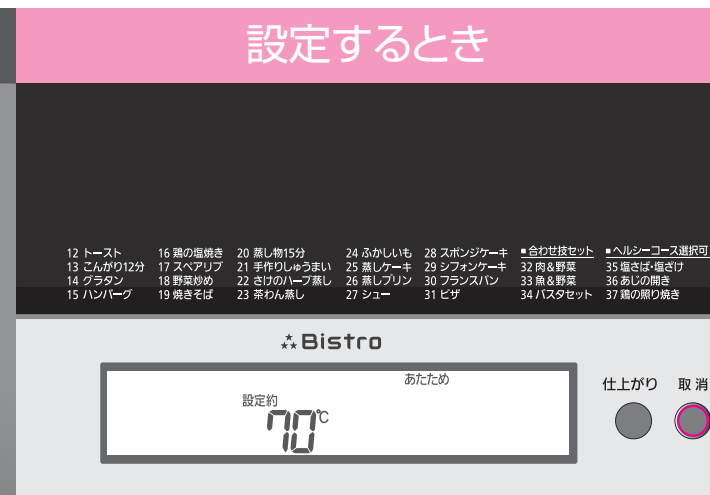 設定するとき
12 トースト 16 鶏の塩焼き 20 蒸し物15分 24 ふかしいも 28 スポンジケーキ ■合わせ技セット ■ヘルシーコース選択可
13 こんがり12分 17 スペアリブ 21 手作りしゅうまい 25 蒸しケーキ 29 シフォンケーキ 32 肉&野菜 35 塩さば・塩ざけ
14 グラタン 18 野菜炒め 22 さけのハーブ蒸し 26 蒸しプリン 30 フランスパン 33 魚&野菜 36 あじの開き
15 ハンバーグ 19 焼きそば 23 茶わん蒸し 27 シュー 31 ピザ 34 パスタセット 37 鶏の照り焼き
Bistro
あたため
設定約
70℃
仕上がり 取消